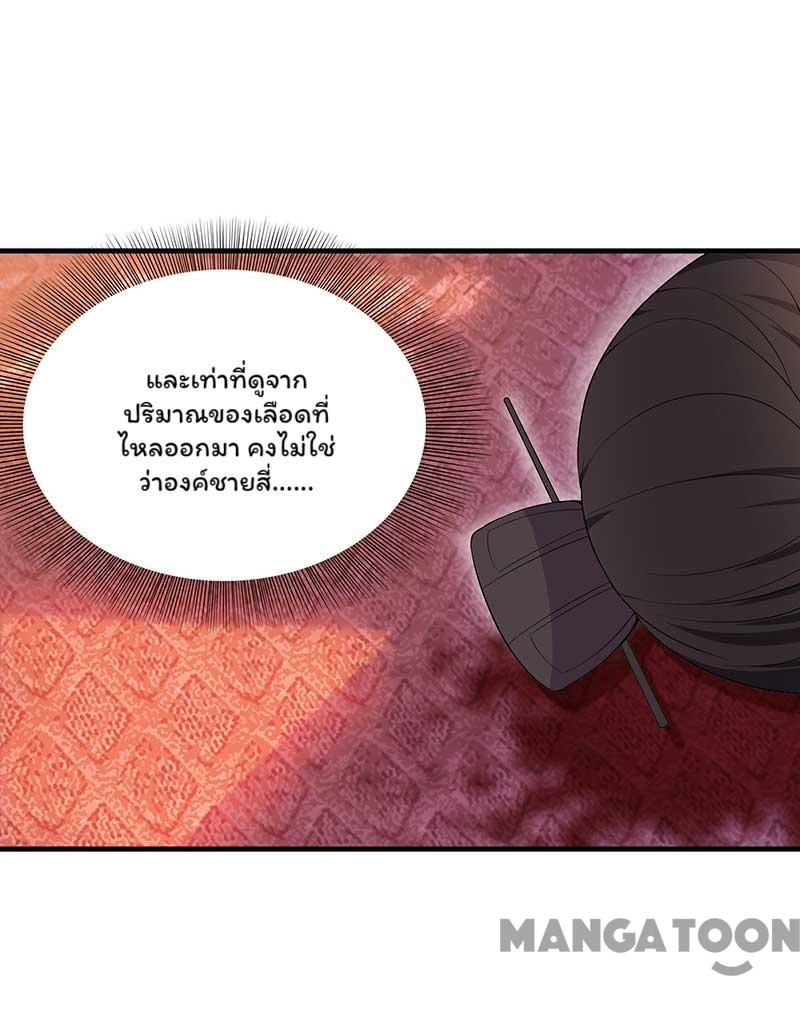 และเท่าที่ดูจาก
ปริมาณของเลือดที่
ไหลออกมา คงไม่ใช่
ว่าองค์ชายสี่......
MANGATOON